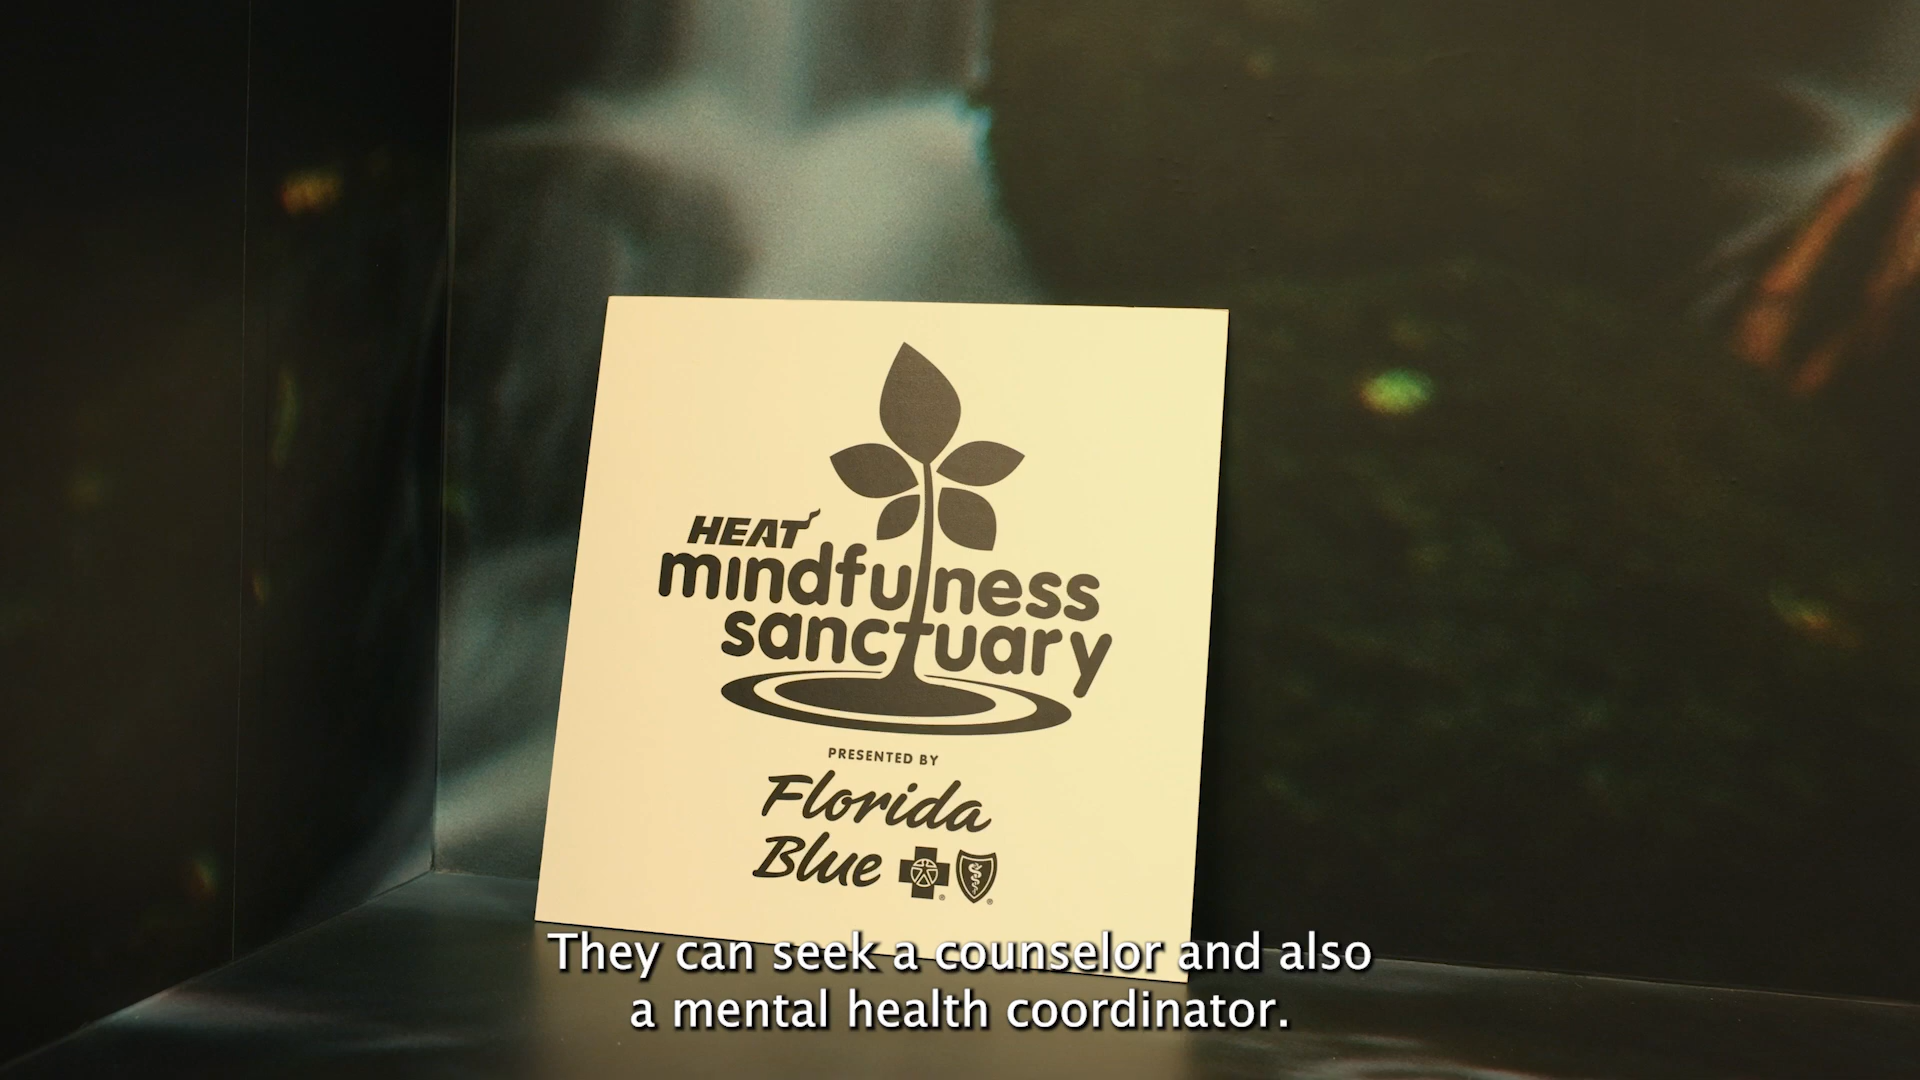 HEAT
mindfulness
sanctuary
PRESENTED BY
Florida
Blue
They can seek a counselor and also
a mental health coordinator.